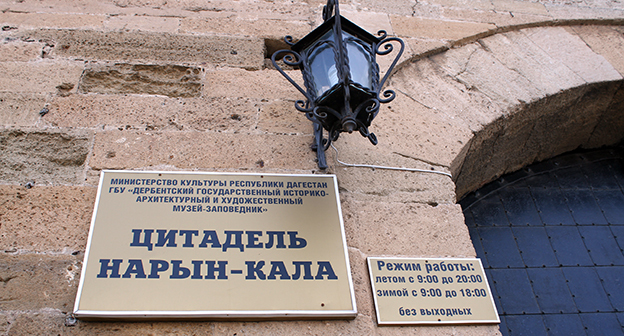 МИНИСТЕРСТВО КУЛЬТУРЫ РЕСПУБЛИКИ ДАГЕСТАН
ГБУ «ДЕРБЕНТСКИЙ ГОСУДАРСТВЕННЫЙ ИСТОРИКО-
АРХИТЕКТУРНЫЙ И ХУДОЖЕСТВЕННЫЙ
МУЗЕЙ-ЗАПОВЕДНИК»
ЦИТАДЕЛЬ
НАРЫН-КАЛА
Режим работы:
летом с 9:00 до 20:00
зимой с 9:00 до 18:00
без выходных